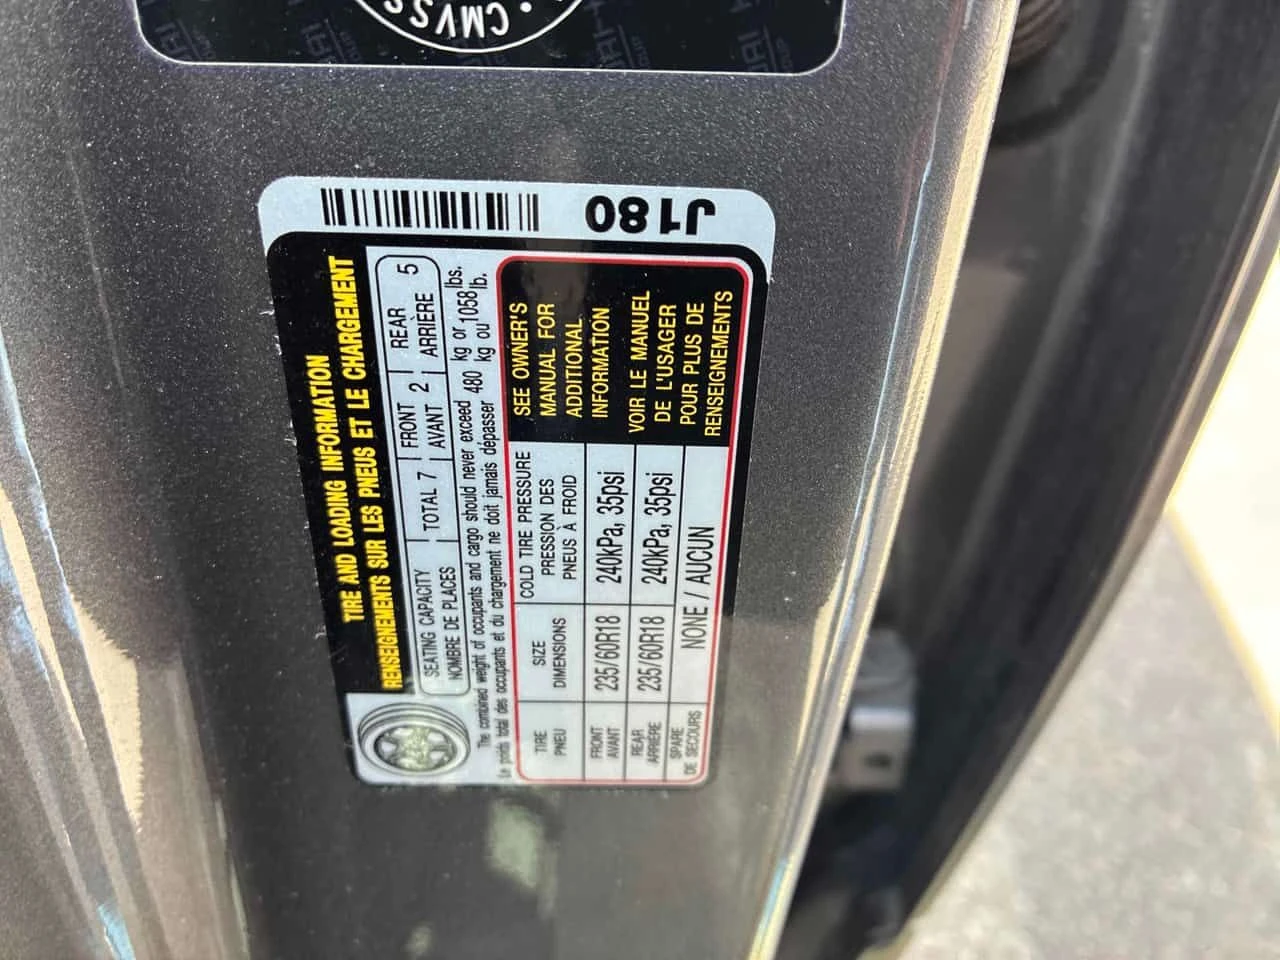 CMVSS
J180
TIRE AND LOADING INFORMATION
RENSEIGNEMENTS SUR LES PNEUS ET LE CHARGEMENT
SEATING CAPACITY
NOMBRE DE PLACES
TOTAL 7
FRONT
AVANT 2
REAR
ARRIÈRE 5
The combined weight of occupants and cargo should never exceed 480 kg or 1058 lbs.
Le poids total des occupants et du chargement ne doit jamais dépasser kg ou lb.
TIRE
PNEU
SIZE
DIMENSIONS
COLD TIRE PRESSURE
PRESSION DES
PNEUS À FROID
FRONT
AVANT
235/60R18
240kPa, 35psi
REAR
ARRIÈRE
235/60R18
240kPa, 35psi
SPARE
DE SECOURS
NONE / AUCUN
SEE OWNER'S
MANUAL FOR
ADDITIONAL
INFORMATION
VOIR LE MANUEL
DE L'USAGER
POUR PLUS DE
RENSEIGNEMENTS